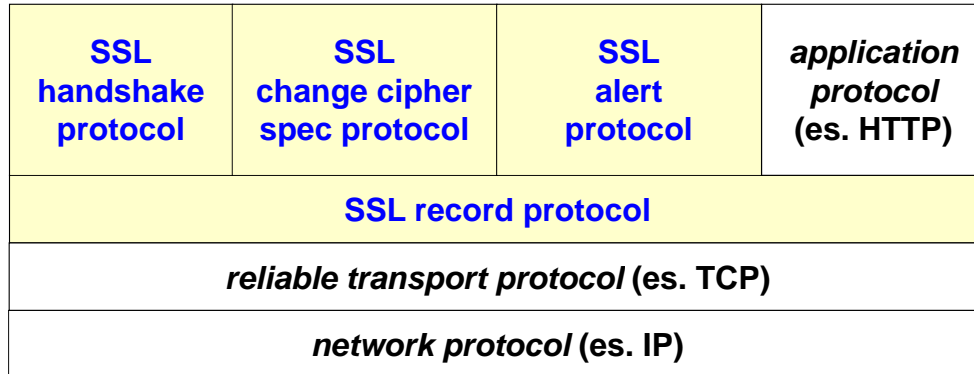 SSL
handshake
protocol
SSL
change cipher
spec protocol
SSL
alert
protocol
application
protocol
(es. HTTP)
SSL record protocol
reliable transport protocol (es. TCP)
network protocol (es. IP)